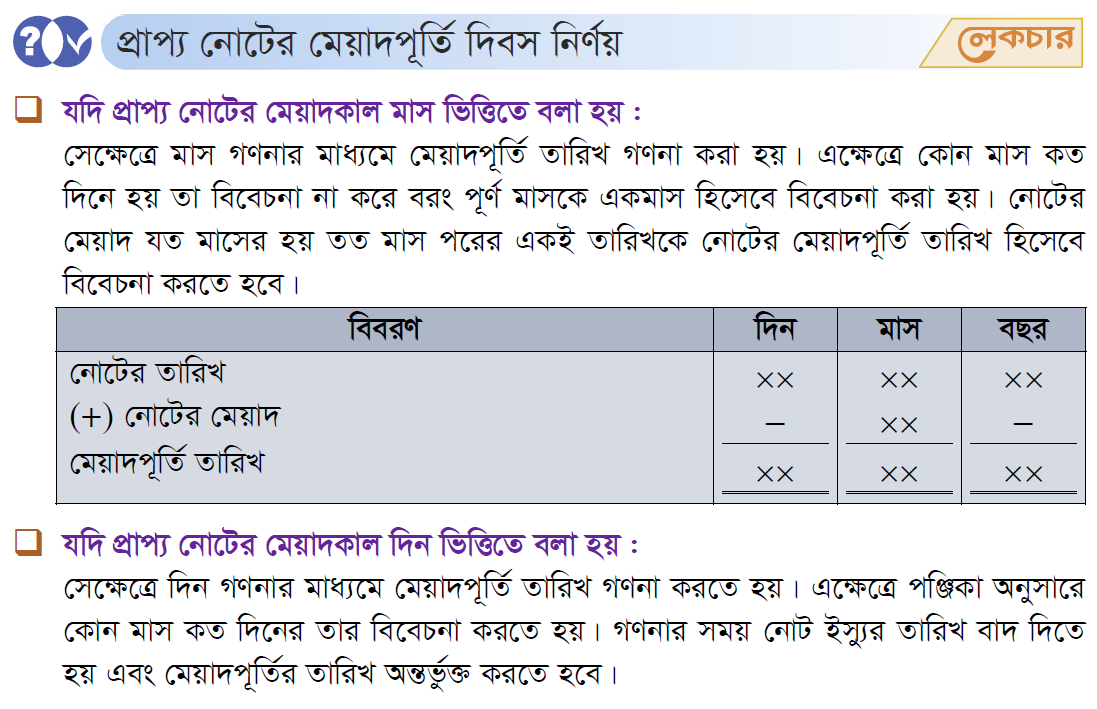 প্রাপ্য নোটের মেয়াদপূর্তি দিবস নির্ণয়
লেকচার
যদি প্রাপ্য নোটের মেয়াদকাল মাস ভিত্তিতে বলা হয় :
সেক্ষেত্রে মাস গণনার মাধ্যমে মেয়াদপূর্তি তারিখ গণনা করা হয়। এক্ষেত্রে কোন মাস কত
দিনে হয় তা বিবেচনা না করে বরং পূর্ণ মাসকে একমাস হিসেবে বিবেচনা করা হয়। নোটের
মেয়াদ যত মাসের হয় তত মাস পরের একই তারিখকে নোটের মেয়াদপূর্তি তারিখ হিসেবে
বিবেচনা করতে হবে।
বিবরণ দিন মাস বছর
নোটের তারিখ ×× ×× ××
(+) নোটের মেয়াদ – ×× –
মেয়াদপূর্তি তারিখ ×× ×× ××
যদি প্রাপ্য নোটের মেয়াদকাল দিন ভিত্তিতে বলা হয় :
সেক্ষেত্রে দিন গণনার মাধ্যমে মেয়াদপূর্তি তারিখ গণনা করতে হয়। এক্ষেত্রে পঞ্জিকা অনুসারে
কোন মাস কত দিনের তার বিবেচনা করতে হয়। গণনার সময় নোট ইস্যুর তারিখ বাদ দিতে
হয় এবং মেয়াদপূর্তির তারিখ অন্তর্ভুক্ত করতে হবে।